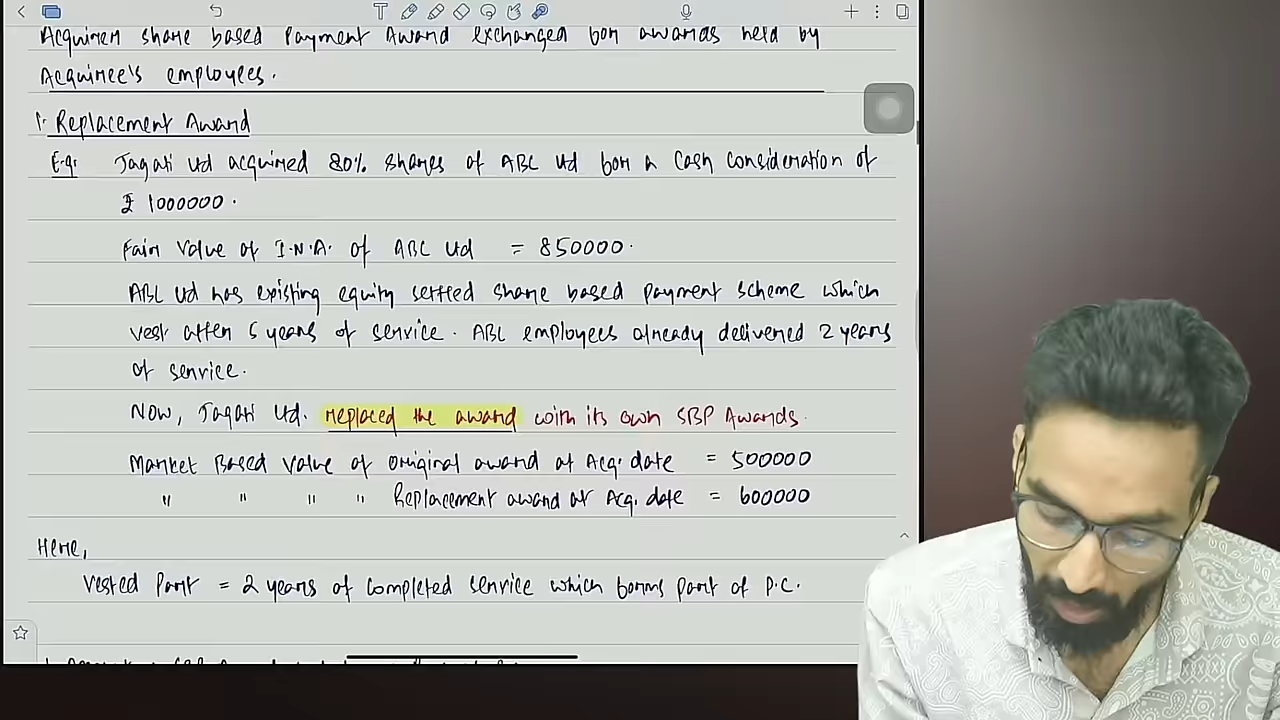 Acquirer share based Payment Award exchanged for awards held by
Acquiree's employees.
1. Replacement Award
E.g: Jagati Ltd acquired 80% shares of ABC Ltd for a cash consideration of
₹ 1000000.
Fair Value of I.N.A. of ABC Ltd = 850000.
ABC Ltd has existing equity settled share based payment scheme which
vest after 5 years of service. ABC employees already delivered 2 years
of service.
Now, Jagati Ltd. replaced the award with its own SBP Awards.
Market Based Value of original award at Acq. date = 500000
" " " " Replacement award at Acq. date = 600000
Here,
Vested Part = 2 years of completed service which forms part of P.C.